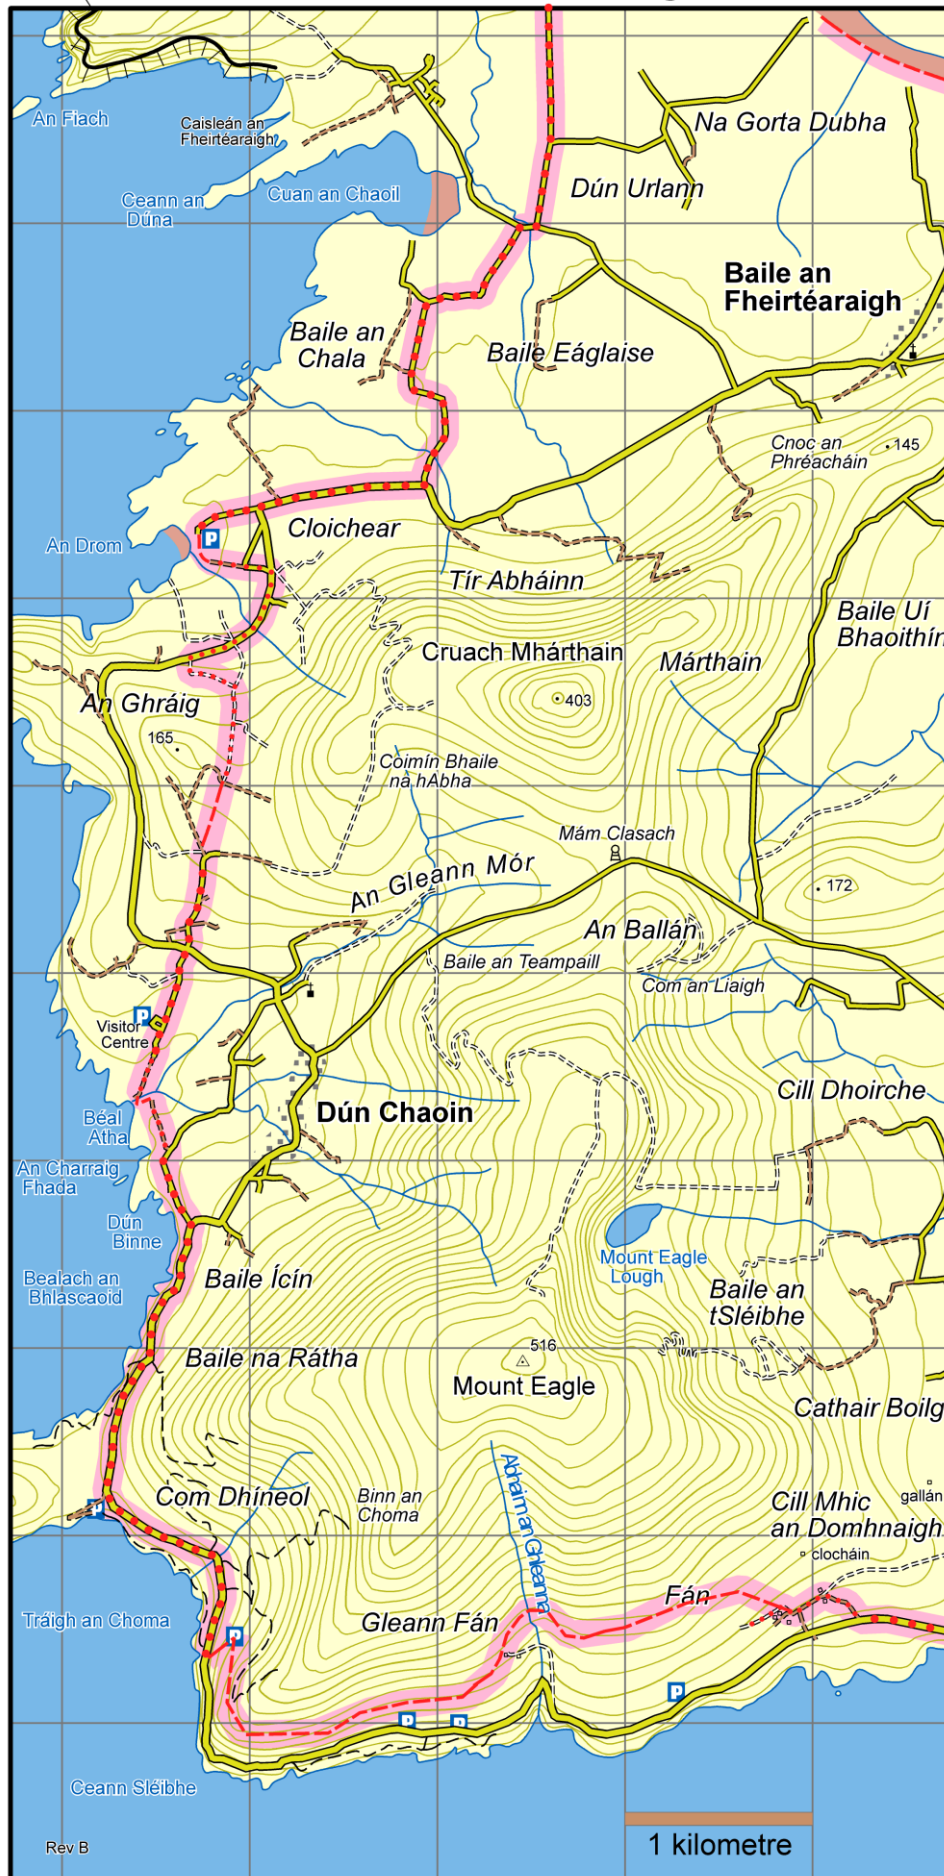 An Fiach
Caisleán an
Fheirtéaraigh
Na Gorta Dubha
Ceann an
Dúna
Cuan an Chaoil
Dún Urlann
Baile an
Fheirtéaraigh
Baile an
Chala
Baile Eáglaise
Cnoc an
Phréacháin
145
An Drom
P
Cloichear
Tír Abháinn
Baile Uí
Bhaoithín
Cruach Mhárthain
Márthain
403
An Ghráig
165
Coimín Bhaile
na hAbha
Mám Clasach
An Gleann Mór
172
An Ballán
Baile an Teampaill
Com an Liaigh
P
Visitor
Centre
Cill Dhoirche
Béal
Atha
Dún Chaoin
An Charraig
Fhada
Dún
Binne
Mount Eagle
Lough
Bealach an
Bhlascaoid
Baile Ícín
Baile an
tSléibhe
Baile na Rátha
516
Mount Eagle
Cathair Boilg
Com Dhíneol
Binn an
Choma
Abhainn an Ghleanna
Cill Mhic
an Domhnaigh
gallán
P
clocháin
Tráigh an Choma
Gleann Fán
Fán
P
P
P
P
Ceann Sléibhe
Rev B
1 kilometre